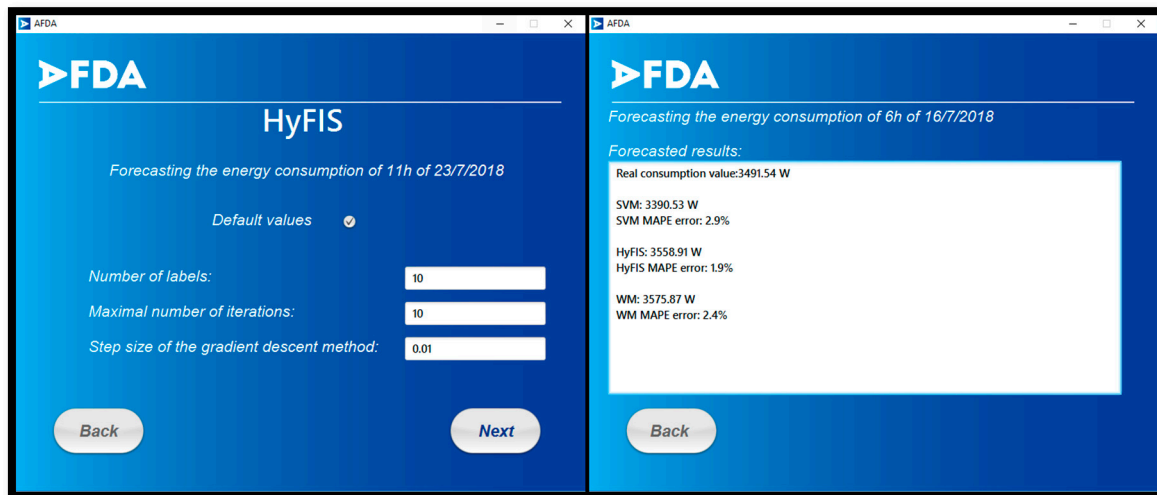 AFDA
AFDA
HyFIS
Forecasting the energy consumption of 11h of 23/7/2018
Default values
Number of labels:
10
Maximal number of iterations:
10
Step size of the gradient descent method:
0.01
Back
Next
AFDA
AFDA
Forecasting the energy consumption of 6h of 16/7/2018
Forecasted results:
Real consumption value:3491.54 W
SVM: 3390.53 W
SVM MAPE error: 2.9%
HyFIS: 3558.91 W
HyFIS MAPE error: 1.9%
WM: 3575.87 W
WM MAPE error: 2.4%
Back